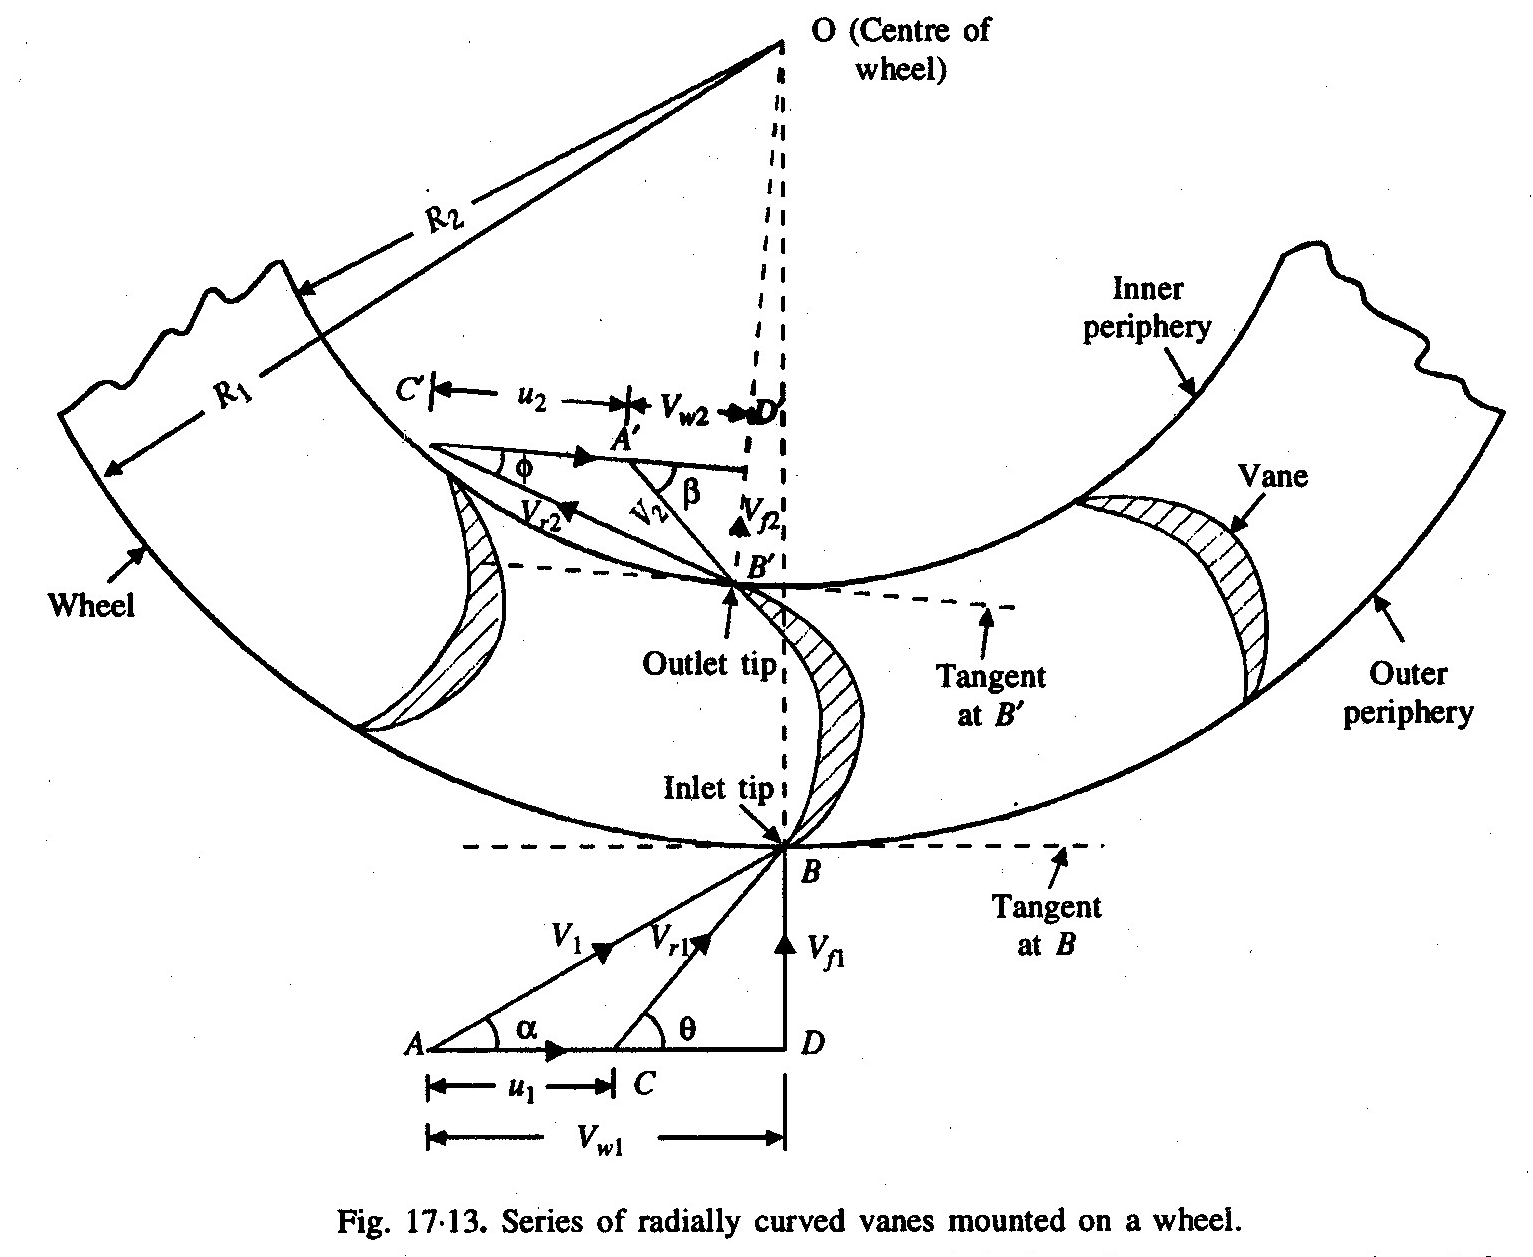 O (Centre of
wheel)
R2
R1
Inner
periphery
C′
u2
Vw2
D′
A′
ϕ
β
Vr2
V2
Vf2
Vane
B′
Wheel
Outlet tip
Tangent
at B′
Outer
periphery
Inlet tip
B
Tangent
at B
V1
Vr1
Vf1
A
α
θ
D
u1
C
Vw1
Fig. 17·13. Series of radially curved vanes mounted on a wheel.